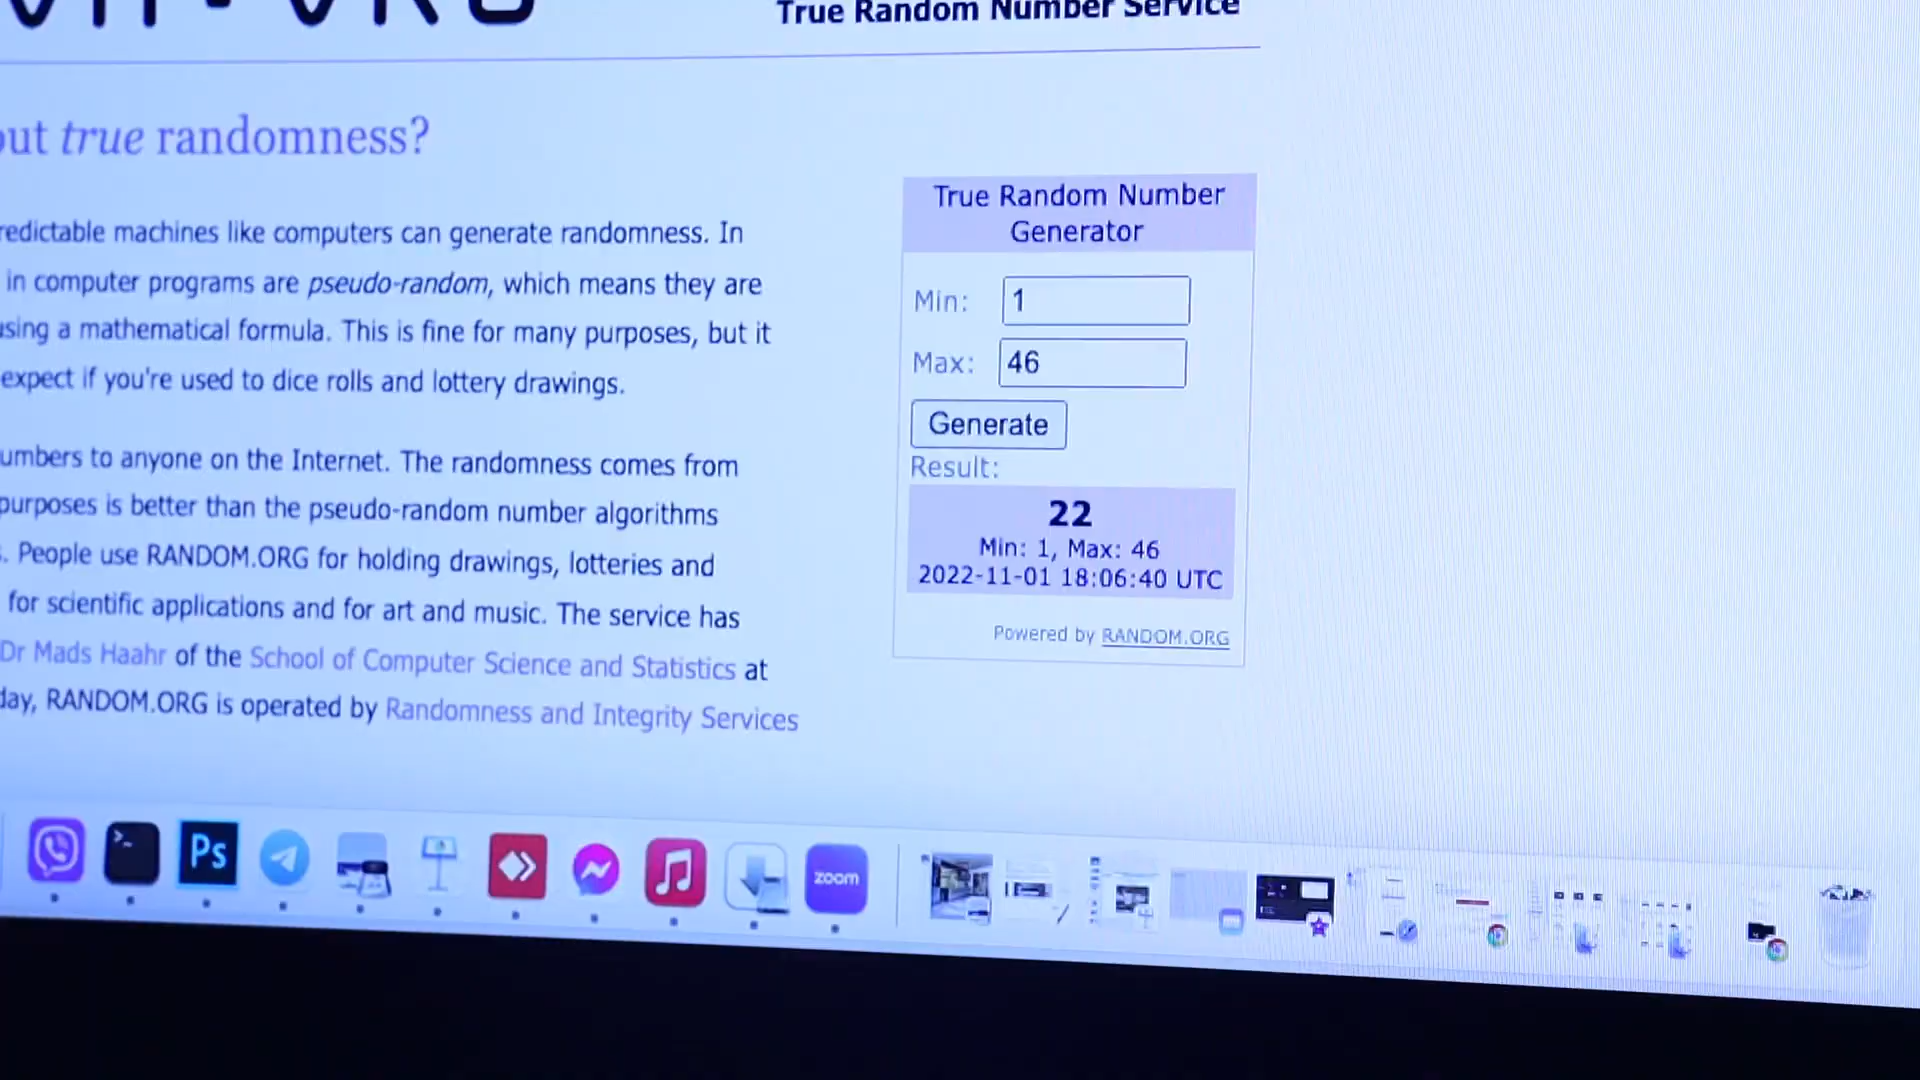 True Random Number Service
out true randomness?
redictable machines like computers can generate randomness. In
in computer programs are pseudo-random, which means they are
using a mathematical formula. This is fine for many purposes, but it
expect if you're used to dice rolls and lottery drawings.
umbers to anyone on the Internet. The randomness comes from
purposes is better than the pseudo-random number algorithms
. People use RANDOM.ORG for holding drawings, lotteries and
for scientific applications and for art and music. The service has
Dr Mads Haahr of the School of Computer Science and Statistics at
day, RANDOM.ORG is operated by Randomness and Integrity Services
True Random Number
Generator
Min: 1
Max: 46
Generate
Result:
22
Min: 1, Max: 46
2022-11-01 18:06:40 UTC
Powered by RANDOM.ORG
Ps
zoom